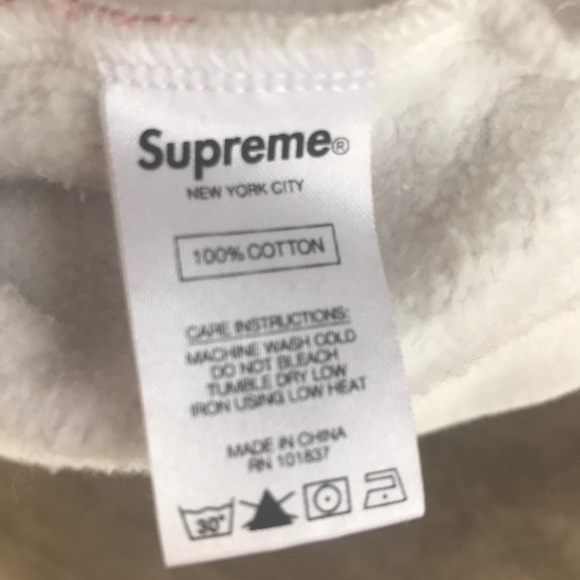 Supreme®
NEW YORK CITY
100% COTTON
CARE INSTRUCTIONS:
MACHINE WASH COLD
DO NOT BLEACH
TUMBLE DRY LOW
IRON USING LOW HEAT
MADE IN CHINA
RN 101837
30°